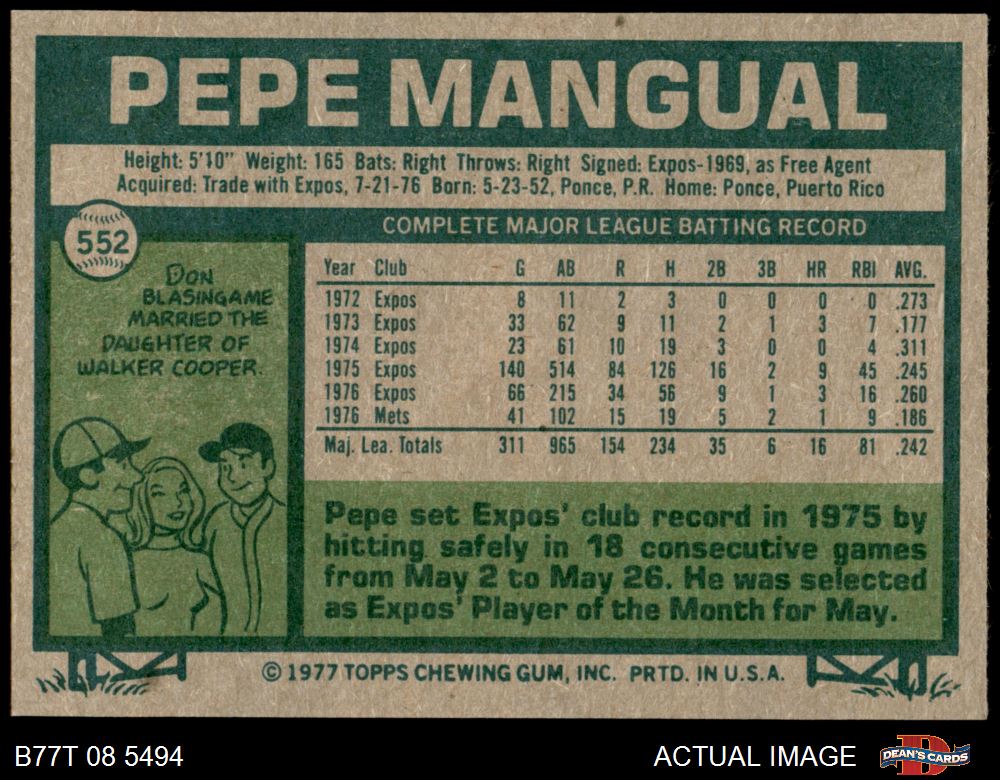 PEPE MANGUAL
Height: 5'10" Weight: 165 Bats: Right Throws: Right Signed: Expos-1969, as Free Agent
Acquired: Trade with Expos, 7-21-76 Born: 5-23-52, Ponce, P.R. Home: Ponce, Puerto Rico
552
DON
BLASINGAME
MARRIED THE
DAUGHTER OF
WALKER COOPER.
COMPLETE MAJOR LEAGUE BATTING RECORD
Year Club G AB R H 2B 3B HR RBI AVG.
1972 Expos 8 11 2 3 0 0 0 0 .273
1973 Expos 33 62 9 11 2 1 3 7 .177
1974 Expos 23 61 10 19 3 0 0 4 .311
1975 Expos 140 514 84 126 16 2 9 45 .245
1976 Expos 66 215 34 56 9 1 3 16 .260
1976 Mets 41 102 15 19 5 2 1 9 .186
Maj. Lea. Totals 311 965 154 234 35 6 16 81 .242
Pepe set Expos' club record in 1975 by
hitting safely in 18 consecutive games
from May 2 to May 26. He was selected
as Expos' Player of the Month for May.
© 1977 TOPPS CHEWING GUM, INC. PRTD. IN U.S.A.
B77T 08 5494
ACTUAL IMAGE
D
DEAN'S CARDS